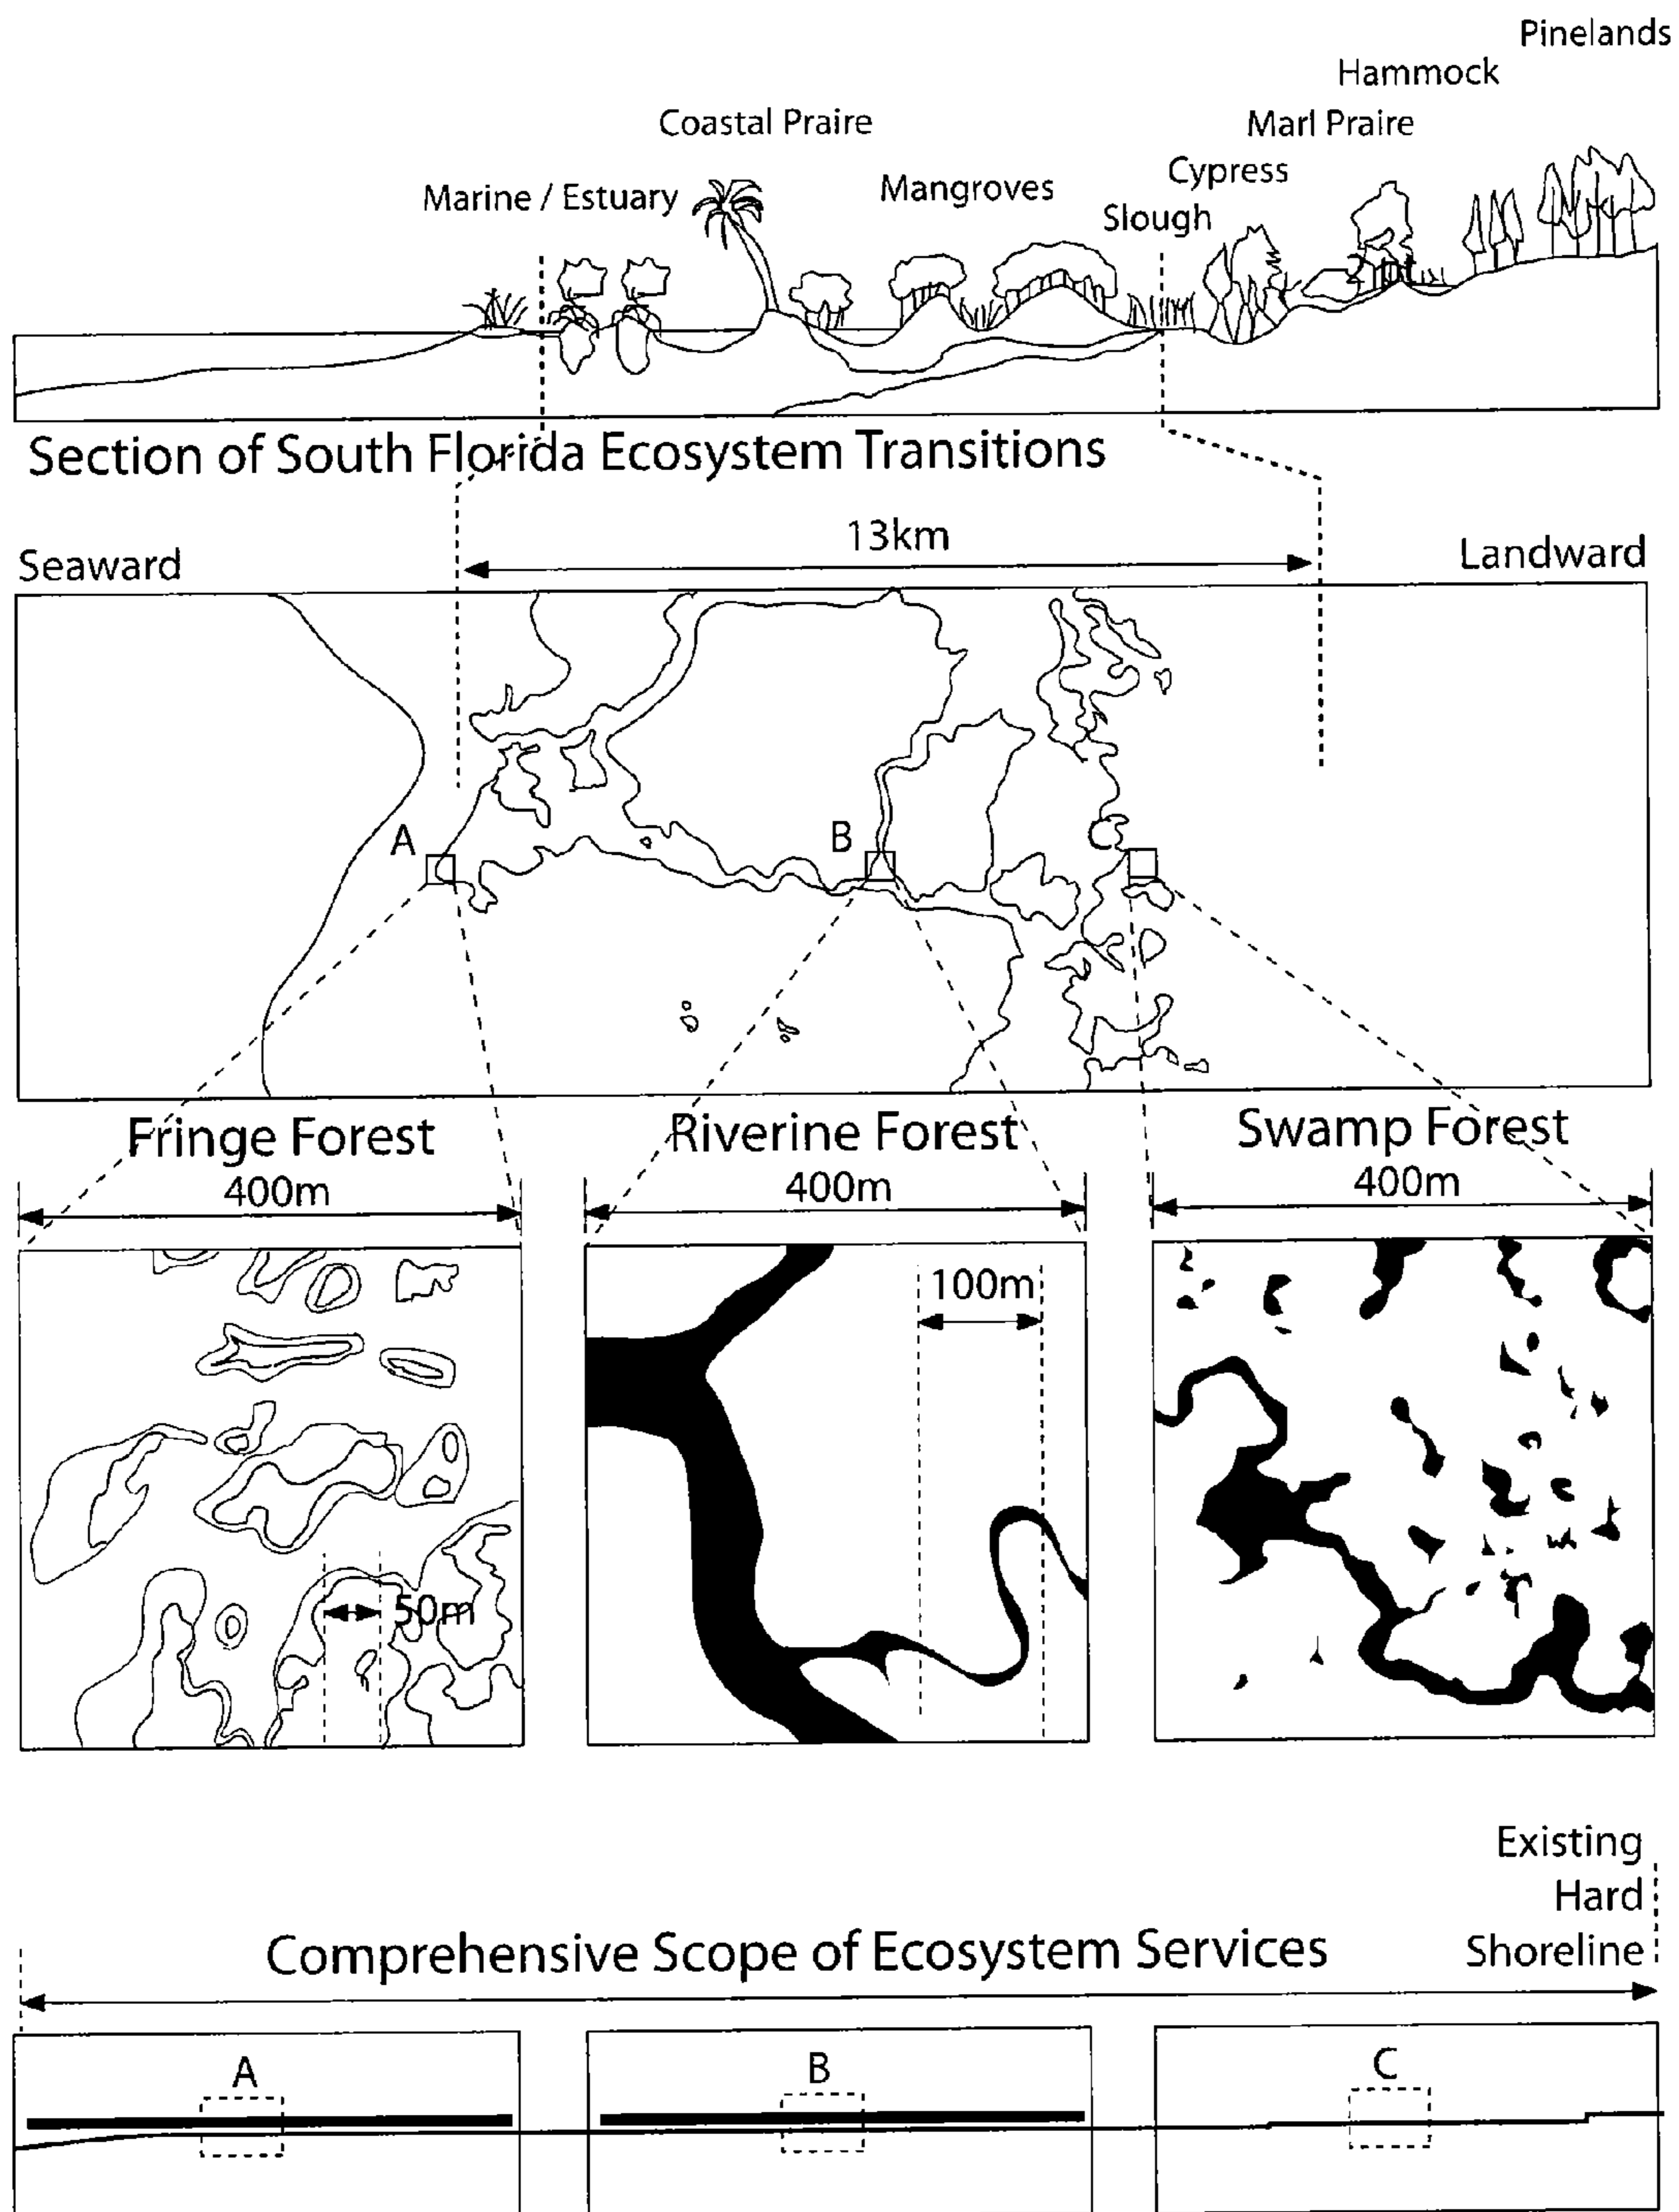 Pinelands
Hammock
Coastal Praire
Marl Praire
Cypress
Marine / Estuary
Mangroves
Slough
Section of South Florida Ecosystem Transitions
13km
Seaward
Landward
A
B
C
Fringe Forest
Riverine Forest
Swamp Forest
400m
400m
400m
100m
50m
Existing
Hard
Comprehensive Scope of Ecosystem Services
Shoreline
A
B
C